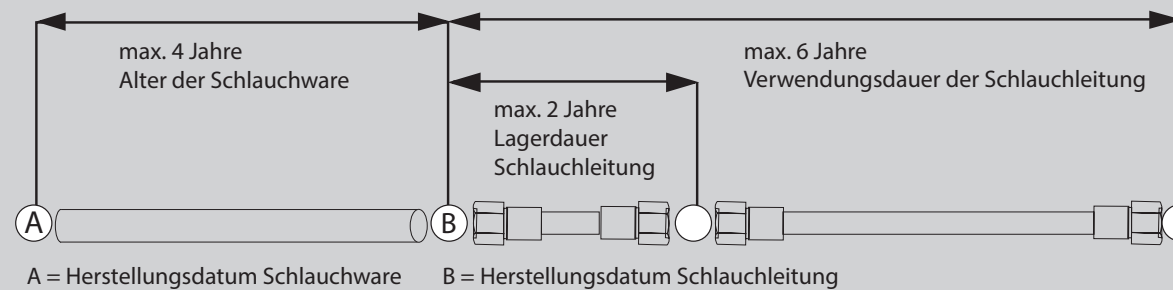 max. 4 Jahre
Alter der Schlauchware
max. 6 Jahre
Verwendungsdauer der Schlauchleitung
max. 2 Jahre
Lagerdauer
Schlauchleitung
A
B
A = Herstellungsdatum Schlauchware
B = Herstellungsdatum Schlauchleitung